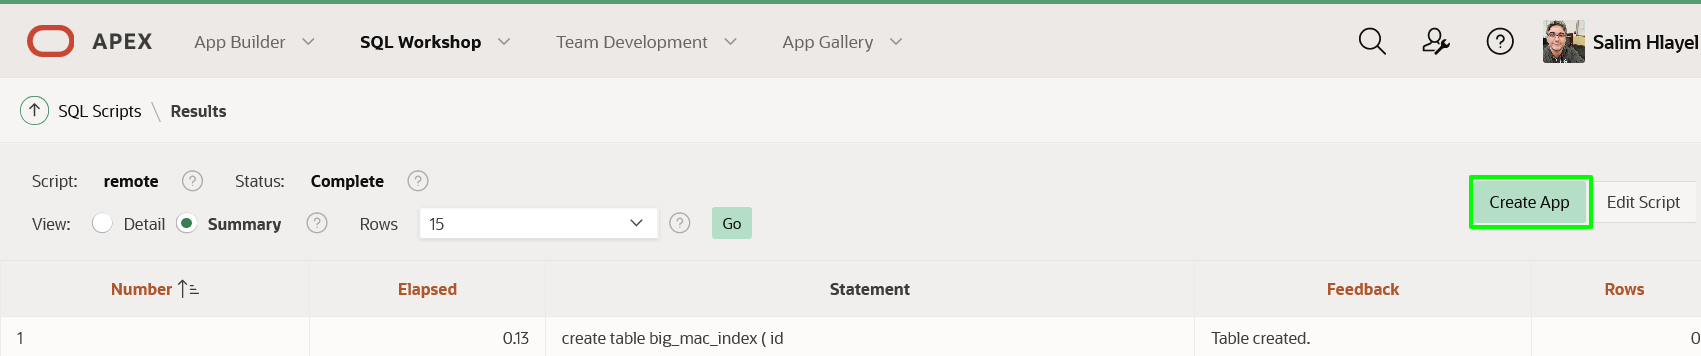 APEX App Builder SQL Workshop Team Development App Gallery Salim Hlayel
SQL Scripts \ Results
Script: remote Status: Complete
Create App Edit Script
View: Detail Summary Rows 15 Go
Number Elapsed Statement Feedback Rows
1 0.13 create table big_mac_index ( id Table created. 0